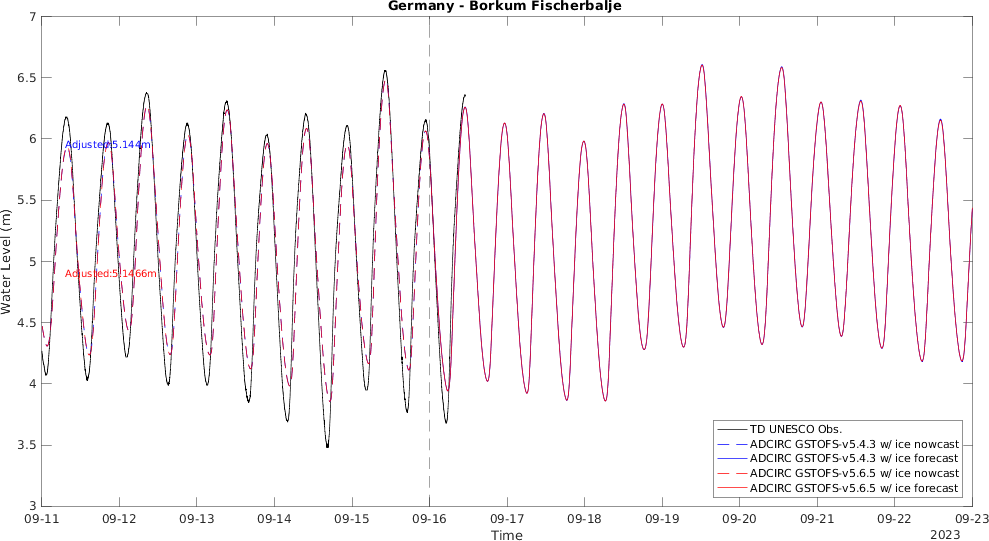 Germany - Borkum Fischerbalje
Water Level (m)
7
6.5
6
5.5
5
4.5
4
3.5
3
Adjusted:5.144m
Adjusted:5.1466m
TD UNESCO Obs.
ADCIRC GSTOFS-v5.4.3 w/ ice nowcast
ADCIRC GSTOFS-v5.4.3 w/ ice forecast
ADCIRC GSTOFS-v5.6.5 w/ ice nowcast
ADCIRC GSTOFS-v5.6.5 w/ ice forecast
09-11 09-12 09-13 09-14 09-15 09-16 09-17 09-18 09-19 09-20 09-21 09-22 09-23
Time
2023